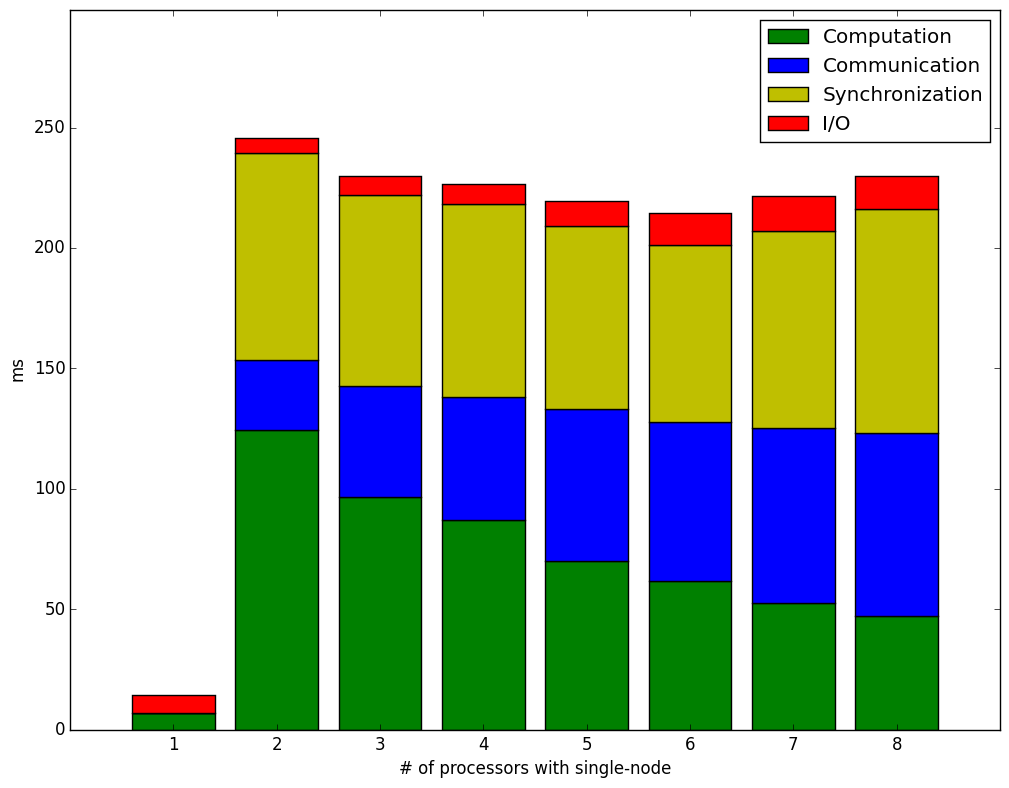 Computation
Communication
Synchronization
I/O
250
200
150
100
50
0
ms
1 2 3 4 5 6 7 8
# of processors with single-node